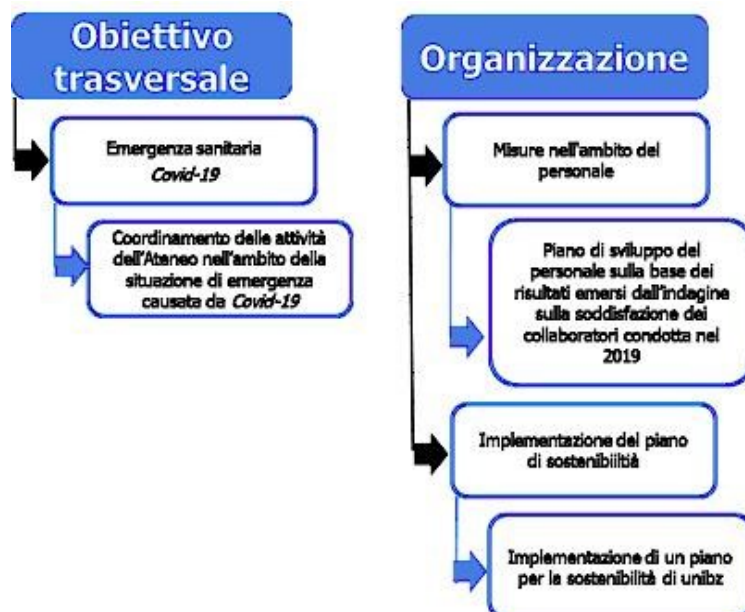 Obiettivo
trasversale
Emergenza sanitaria
Covid-19
Coordinamento delle attività
dell'Ateneo nell'ambito della
situazione di emergenza
causata da Covid-19
Organizzazione
Misure nell'ambito del
personale
Piano di sviluppo del
personale sulla base dei
risultati emersi dall'indagine
sulla soddisfazione dei
collaboratori condotta nel
2019
Implementazione del piano
di sostenibilità
Implementazione di un piano
per la sostenibilità di unibz